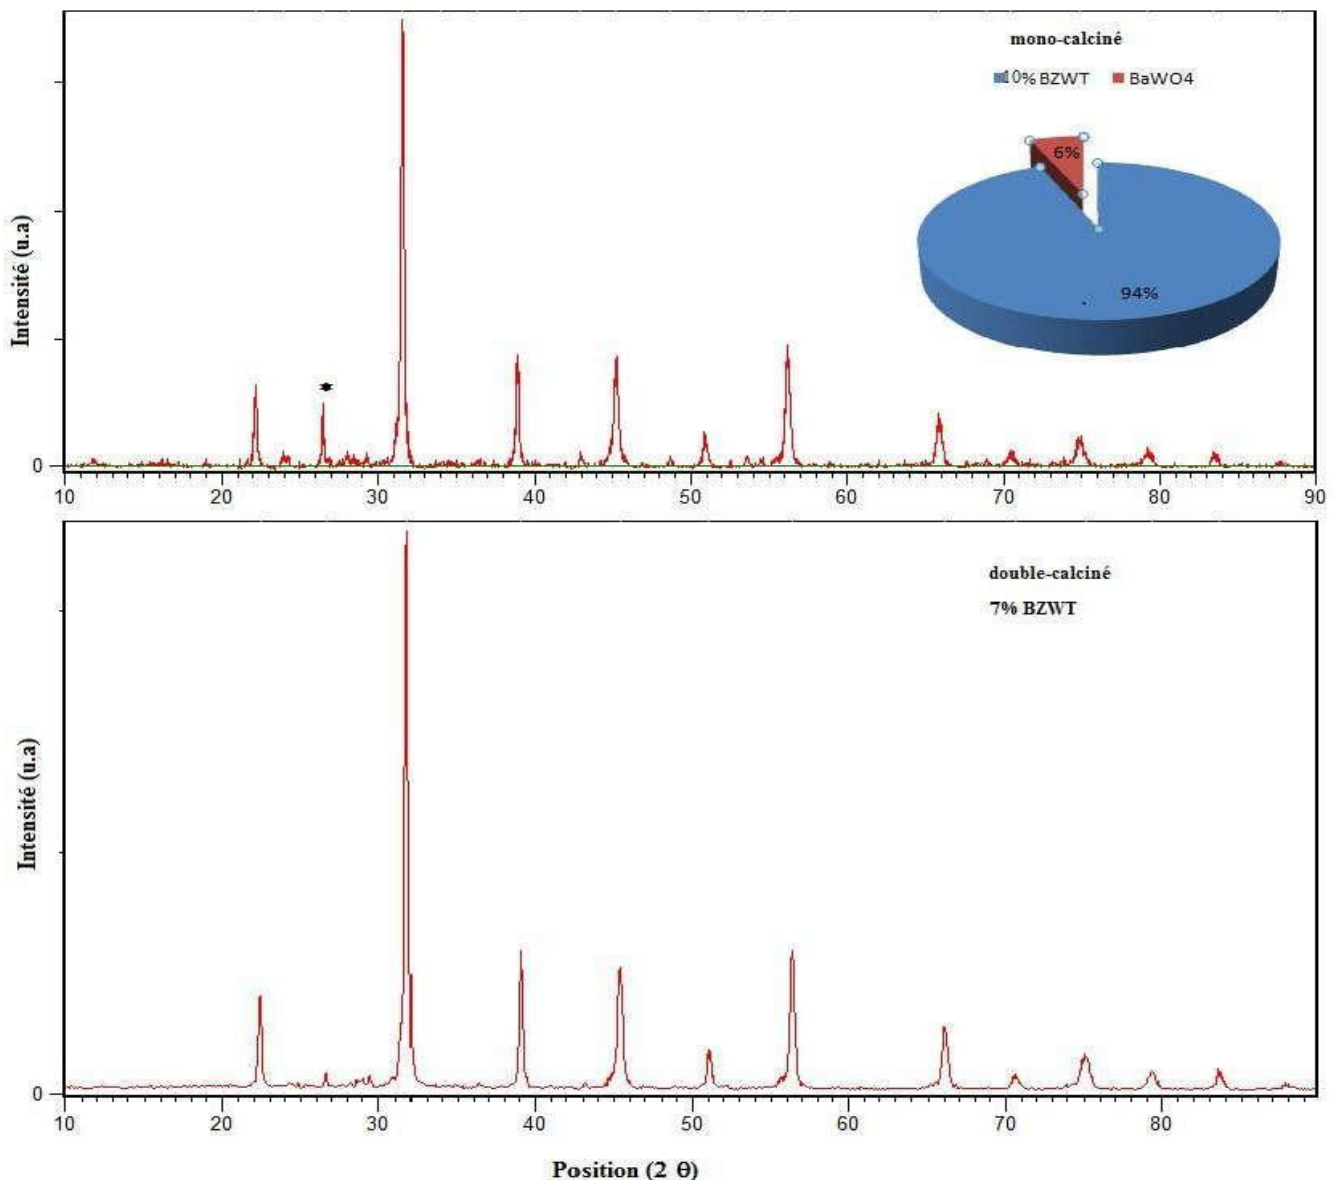 mono-calciné
10% BZWT BaWO4
6%
94%
Intensité (u.a)
*
0
10 20 30 40 50 60 70 80 90
double-calciné
7% BZWT
Intensité (u.a)
0
10 20 30 40 50 60 70 80
Position (2 θ)